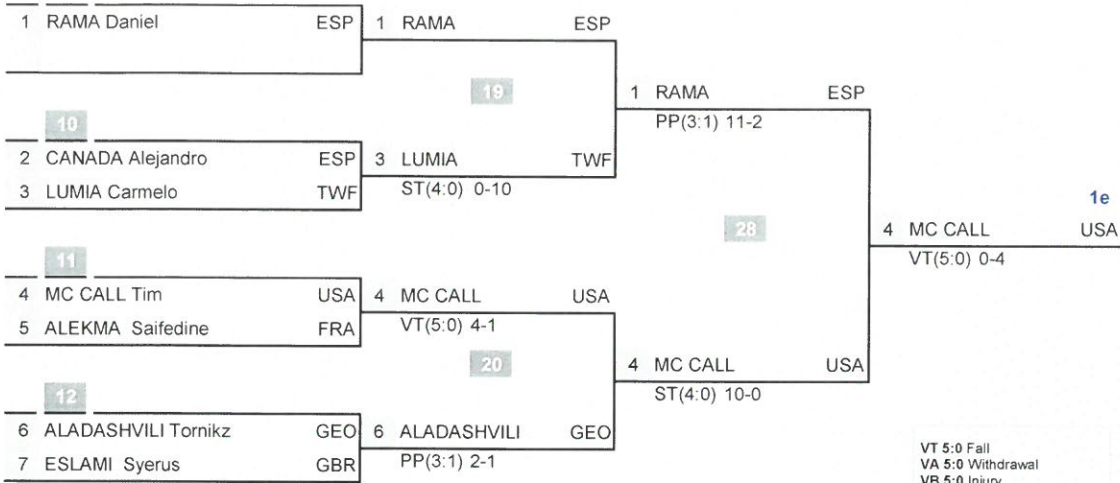 1 RAMA Daniel ESP
1 RAMA ESP
19
1 RAMA ESP
PP(3:1) 11-2
10
2 CANADA Alejandro ESP
3 LUMIA Carmelo TWF
3 LUMIA TWF
ST(4:0) 0-10
28
1e
4 MC CALL USA
VT(5:0) 0-4
11
4 MC CALL Tim USA
5 ALEKMA Saifedine FRA
4 MC CALL USA
VT(5:0) 4-1
20
4 MC CALL USA
ST(4:0) 10-0
12
6 ALADASHVILI Tornikz GEO
7 ESLAMI Syerus GBR
6 ALADASHVILI GEO
PP(3:1) 2-1
VT 5:0 Fall
VA 5:0 Withdrawal
VB 5:0 Injury